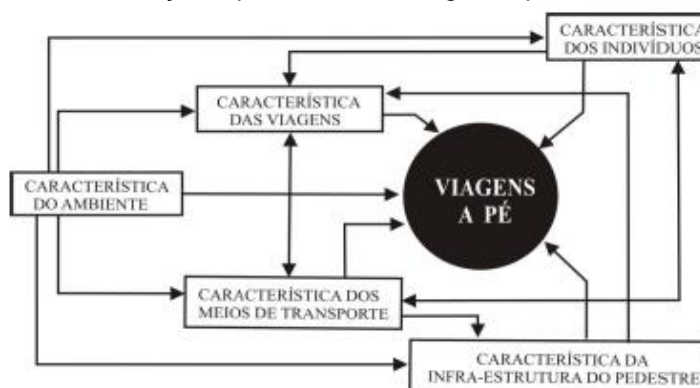 CARACTERÍSTICA
DOS INDIVÍDUOS
CARACTERÍSTICA
DAS VIAGENS
CARACTERÍSTICA
DO AMBIENTE
VIAGENS
A PÉ
CARACTERÍSTICA DOS
MEIOS DE TRANSPORTE
CARACTERÍSTICA DA
INFRA-ESTRUTURA DO PEDESTRE